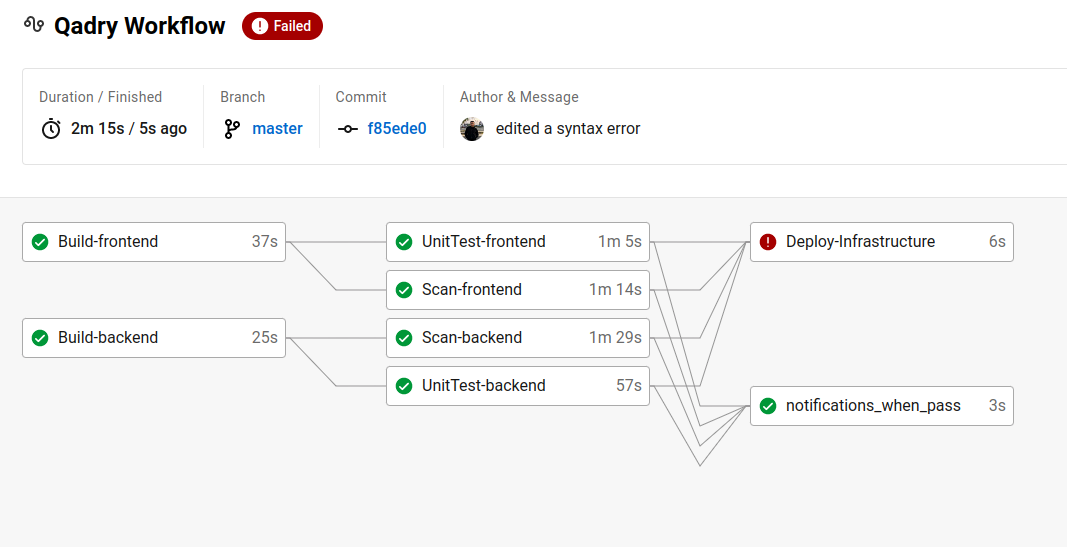 Qadry Workflow Failed
Duration / Finished Branch Commit Author & Message
2m 15s / 5s ago master f85ede0 edited a syntax error
Build-frontend 37s UnitTest-frontend 1m 5s Deploy-Infrastructure 6s
Scan-frontend 1m 14s
Build-backend 25s Scan-backend 1m 29s
UnitTest-backend 57s
notifications_when_pass 3s